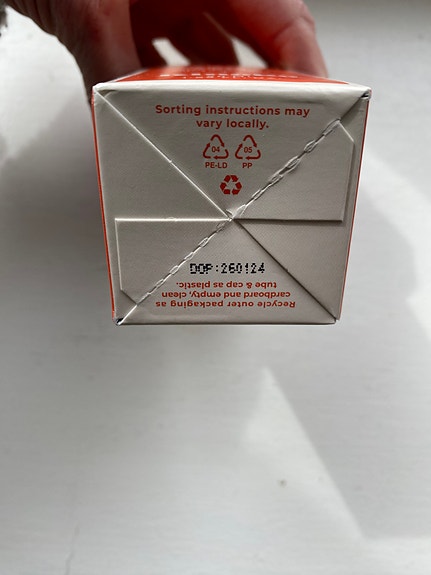 Sorting instructions may
vary locally.
04 05
PE-LD PP
DOP:260124
Recycle outer packaging as
cardboard and empty, clean
tube & cap as plastic.